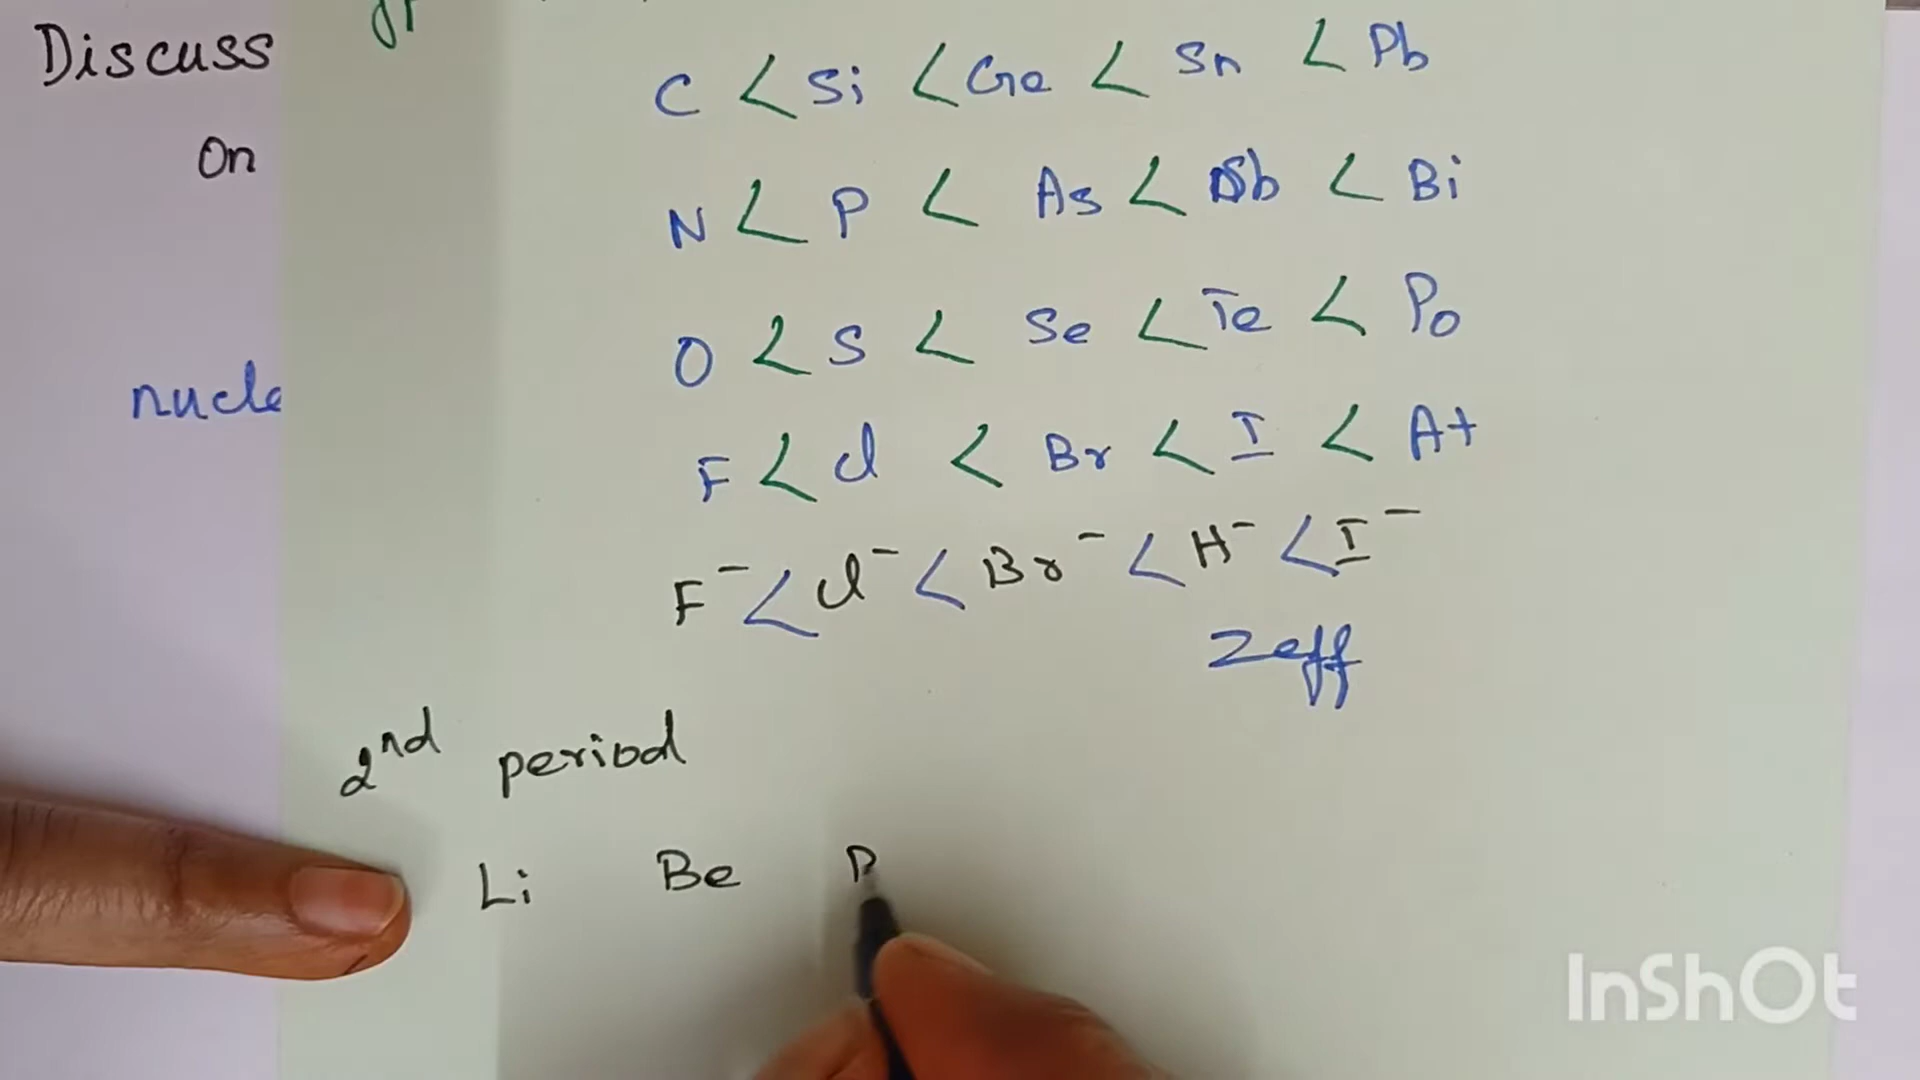 Discuss
On
nucle
C < Si < Ge < Sn < Pb
N < P < As < Sb < Bi
O < S < Se < Te < Po
F < Cl < Br < I < At
F⁻ < Cl⁻ < Br⁻ < H⁻ < I⁻
Zeff
2nd period
Li Be
InShOt